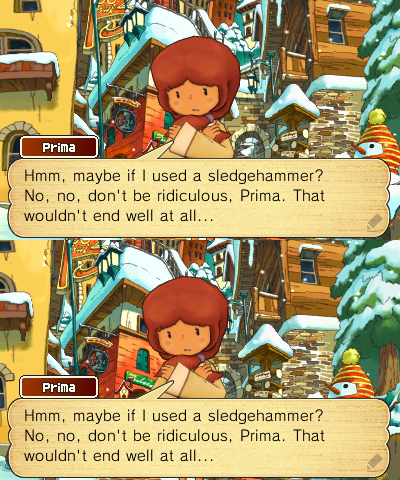 Prima
Hmm, maybe if I used a sledgehammer?
No, no, don't be ridiculous, Prima. That
wouldn't end well at all...
Prima
Hmm, maybe if I used a sledgehammer?
No, no, don't be ridiculous, Prima. That
wouldn't end well at all...